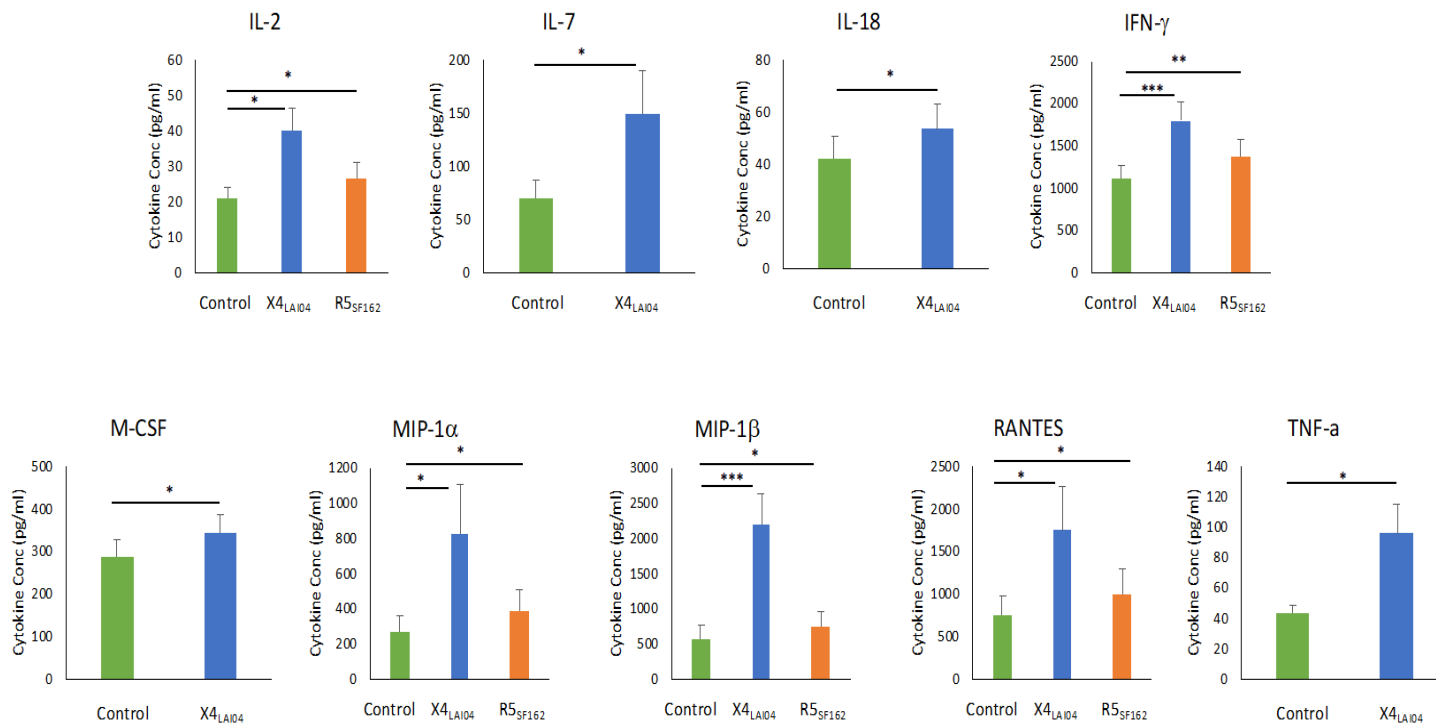 IL-2
Cytokine Conc (pg/ml)
60
50
40
30
20
10
0
*
*
Control X4LAI04 R5SF162
IL-7
Cytokine Conc (pg/ml)
200
150
100
50
0
*
Control X4LAI04
IL-18
Cytokine Conc (pg/ml)
80
60
40
20
0
*
Control X4LAI04
IFN-γ
Cytokine Conc (pg/ml)
2500
2000
1500
1000
500
0
**
***
Control X4LAI04 R5SF162
M-CSF
Cytokine Conc (pg/ml)
500
400
300
200
100
0
*
Control X4LAI04
MIP-1α
Cytokine Conc (pg/ml)
1200
1000
800
600
400
200
0
*
*
Control X4LAI04 R5SF162
MIP-1β
Cytokine Conc (pg/ml)
3000
2500
2000
1500
1000
500
0
*
***
Control X4LAI04 R5SF162
RANTES
Cytokine Conc (pg/ml)
2500
2000
1500
1000
500
0
*
*
Control X4LAI04 R5SF162
TNF-a
Cytokine Conc (pg/ml)
140
120
100
80
60
40
20
0
*
Control X4LAI04